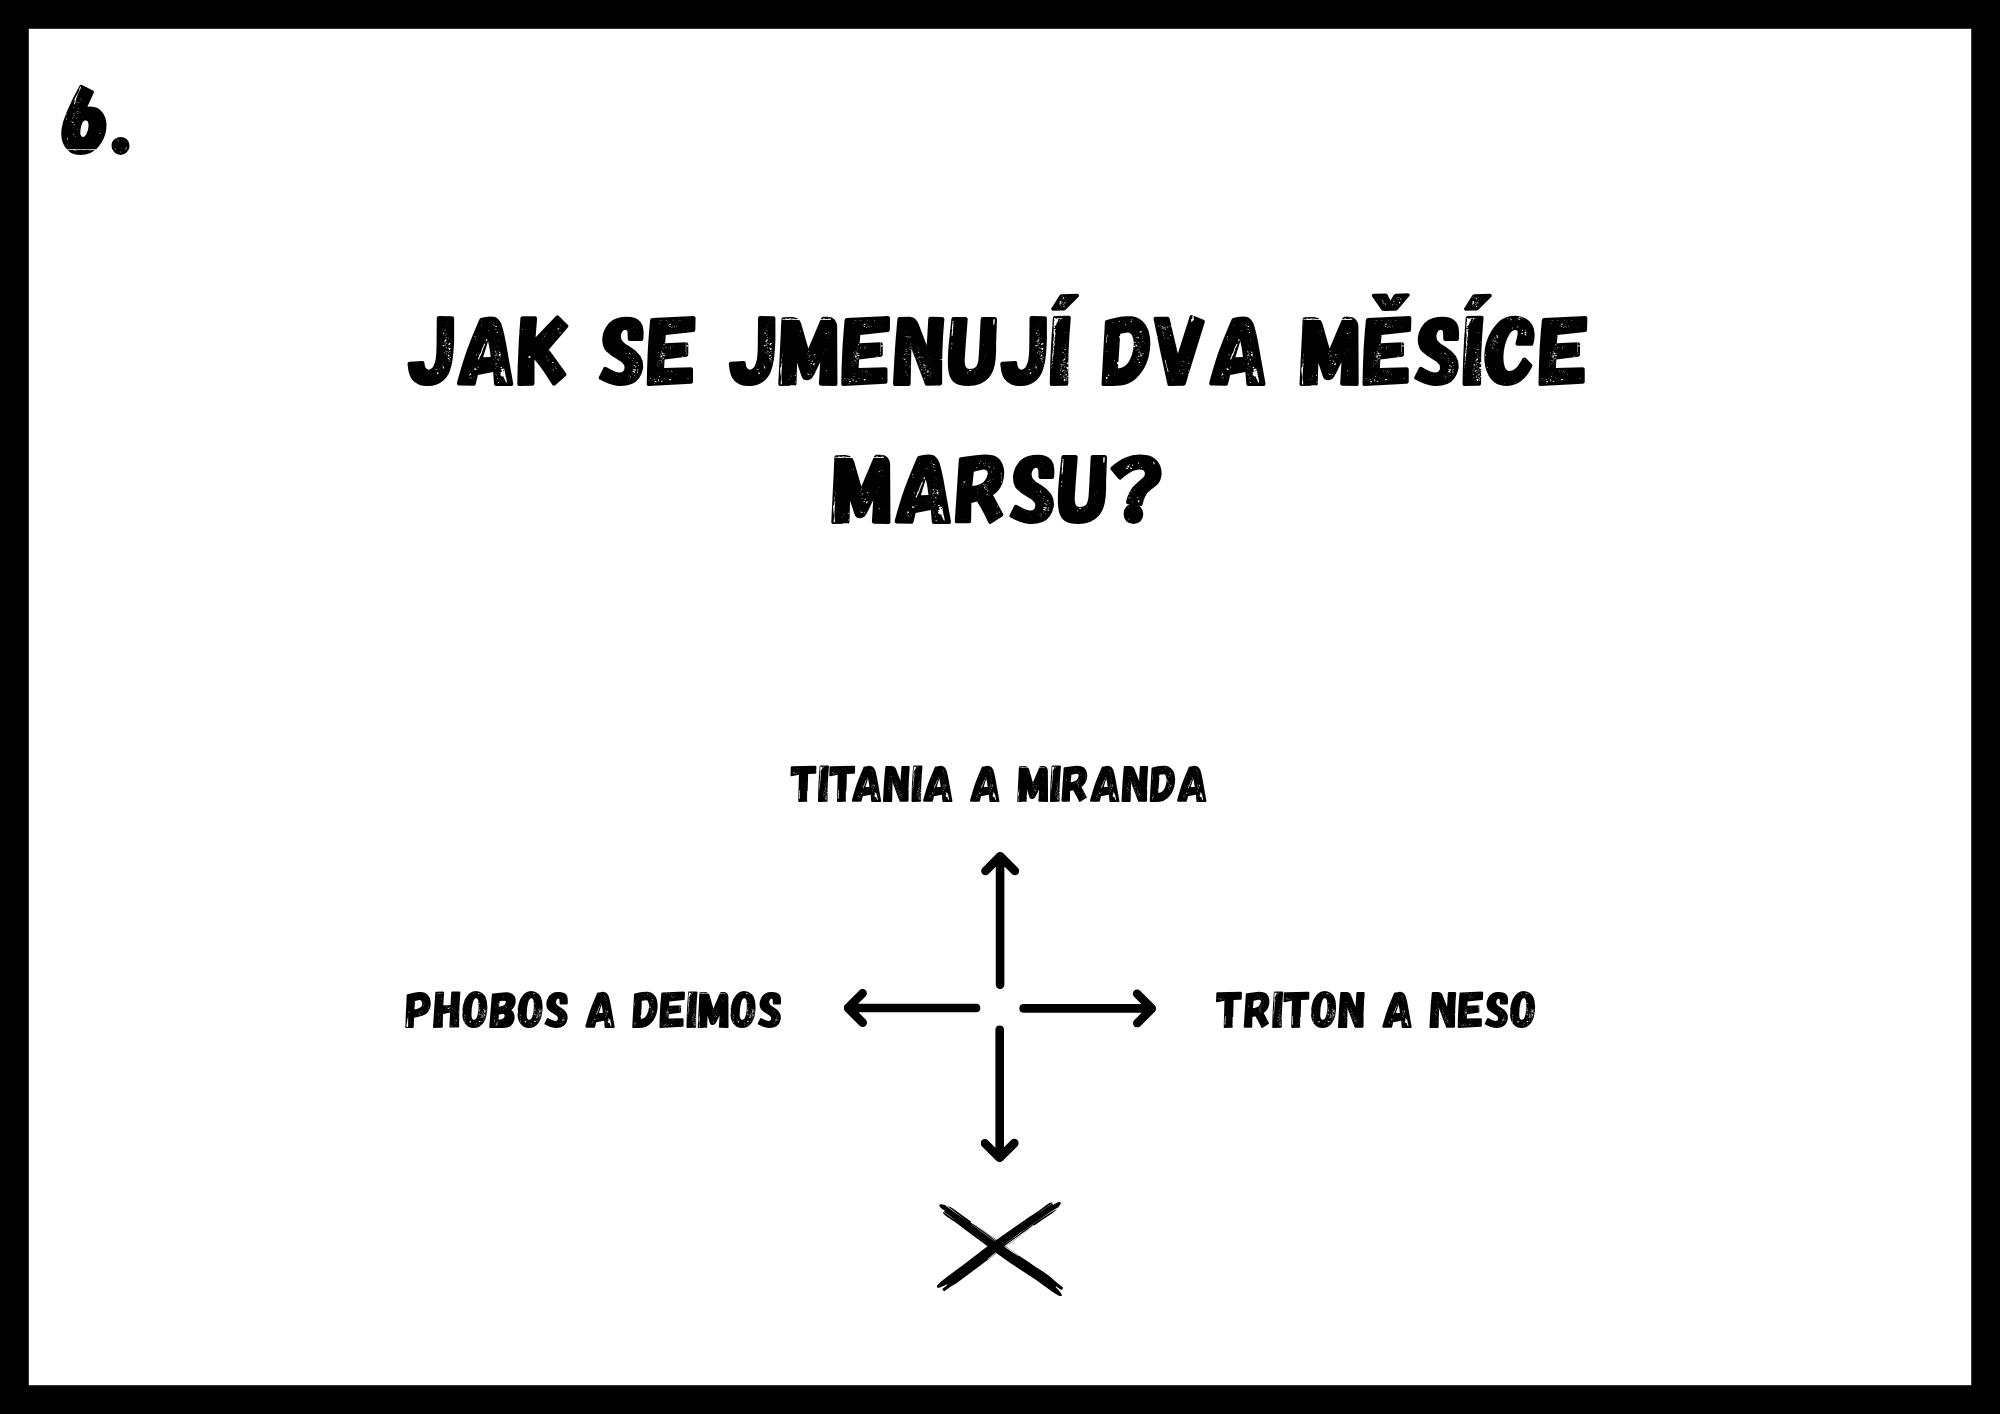 6.
JAK SE JMENUJÍ DVA MĚSÍCE
MARSU?
TITANIA A MIRANDA
PHOBOS A DEIMOS
TRITON A NESO